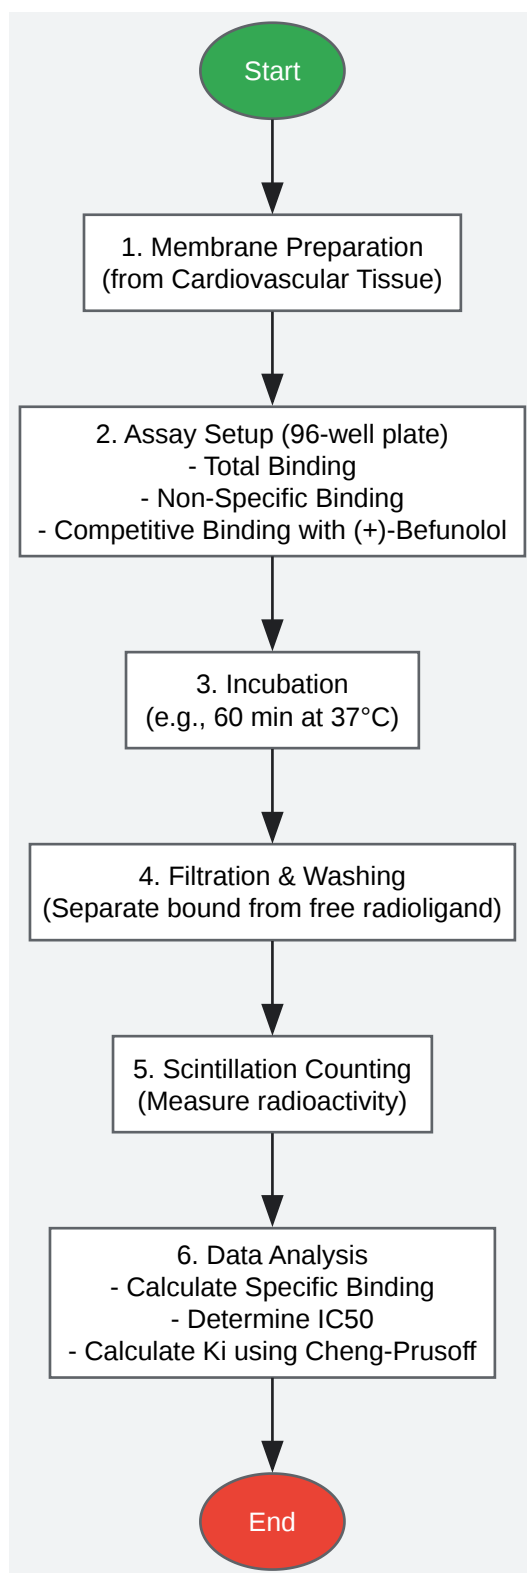 Start
1. Membrane Preparation
(from Cardiovascular Tissue)
2. Assay Setup (96-well plate)
- Total Binding
- Non-Specific Binding
- Competitive Binding with (+)-Befunolol
3. Incubation
(e.g., 60 min at 37°C)
4. Filtration & Washing
(Separate bound from free radioligand)
5. Scintillation Counting
(Measure radioactivity)
6. Data Analysis
- Calculate Specific Binding
- Determine IC50
- Calculate Ki using Cheng-Prusoff
End